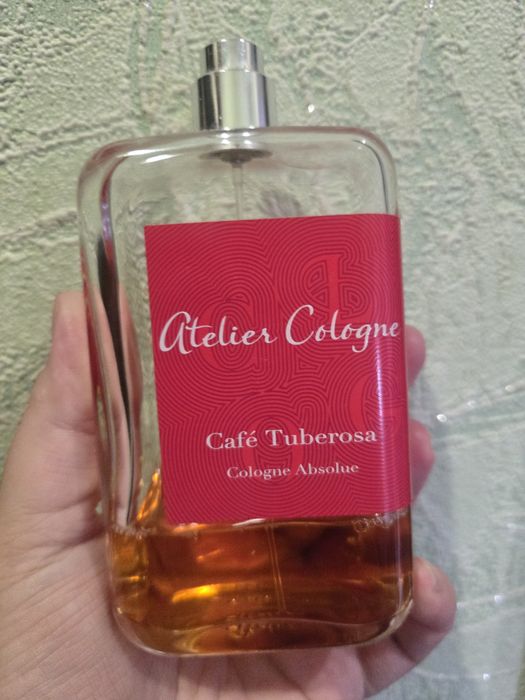 Atelier Cologne
Café Tuberosa
Cologne Absolue